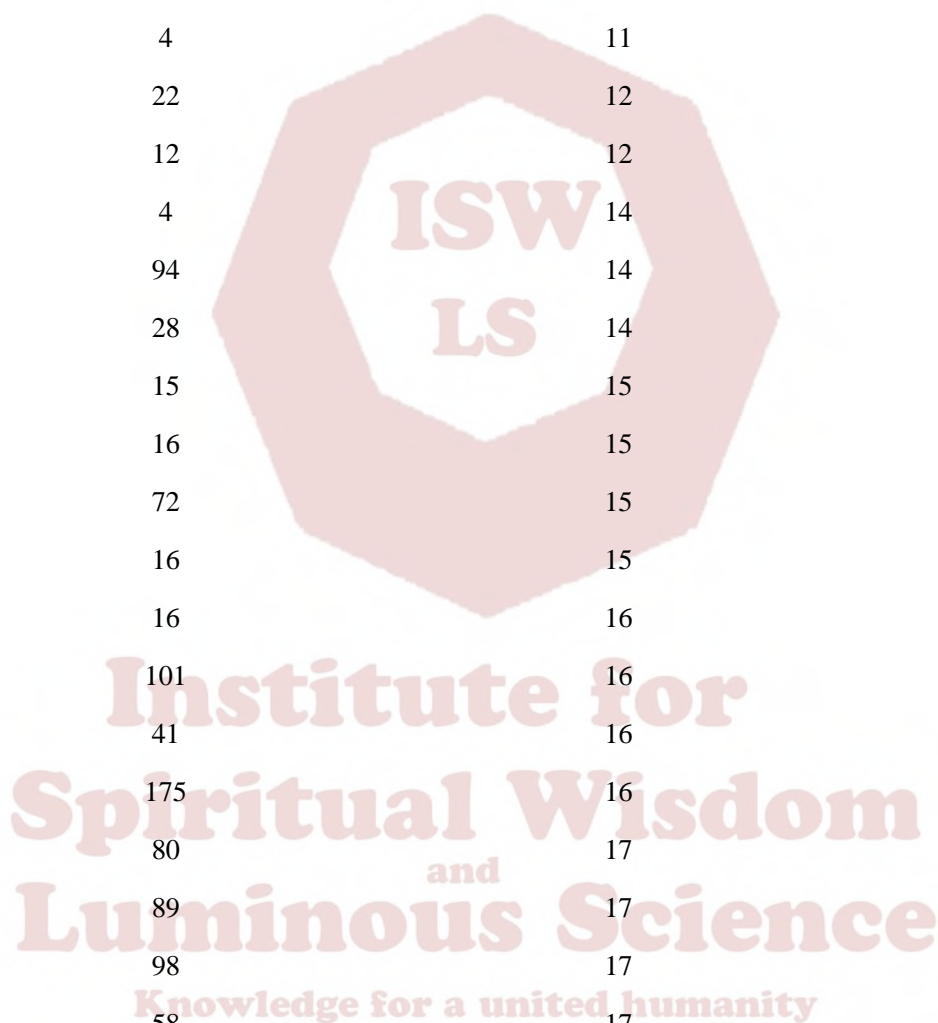 4 11
22 12
12 12
ISW
4 14
94 14
LS
28 14
15 15
16 15
72 15
16 15
16 16
Institute for
101 16
41 16
Spiritual Wisdom
175 16
80 17
and
Luminous Science
89 17
98 17
Knowledge for a united humanity
58 17